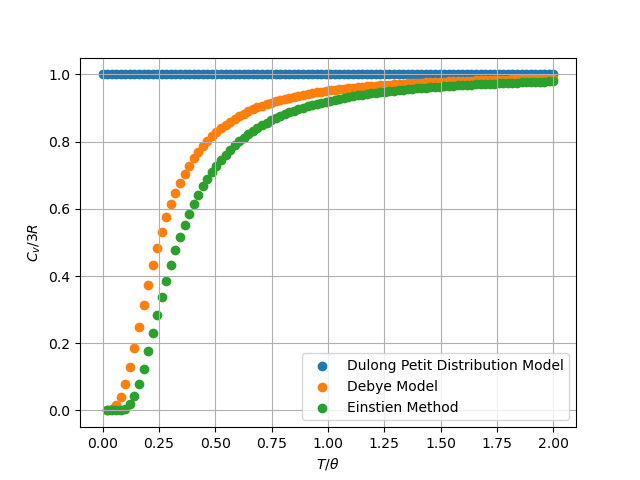 1.0
0.8
0.6
0.4
0.2
0.0
C_v/3R
Dulong Petit Distribution Model
Debye Model
Einstien Method
0.00 0.25 0.50 0.75 1.00 1.25 1.50 1.75 2.00
T/θ